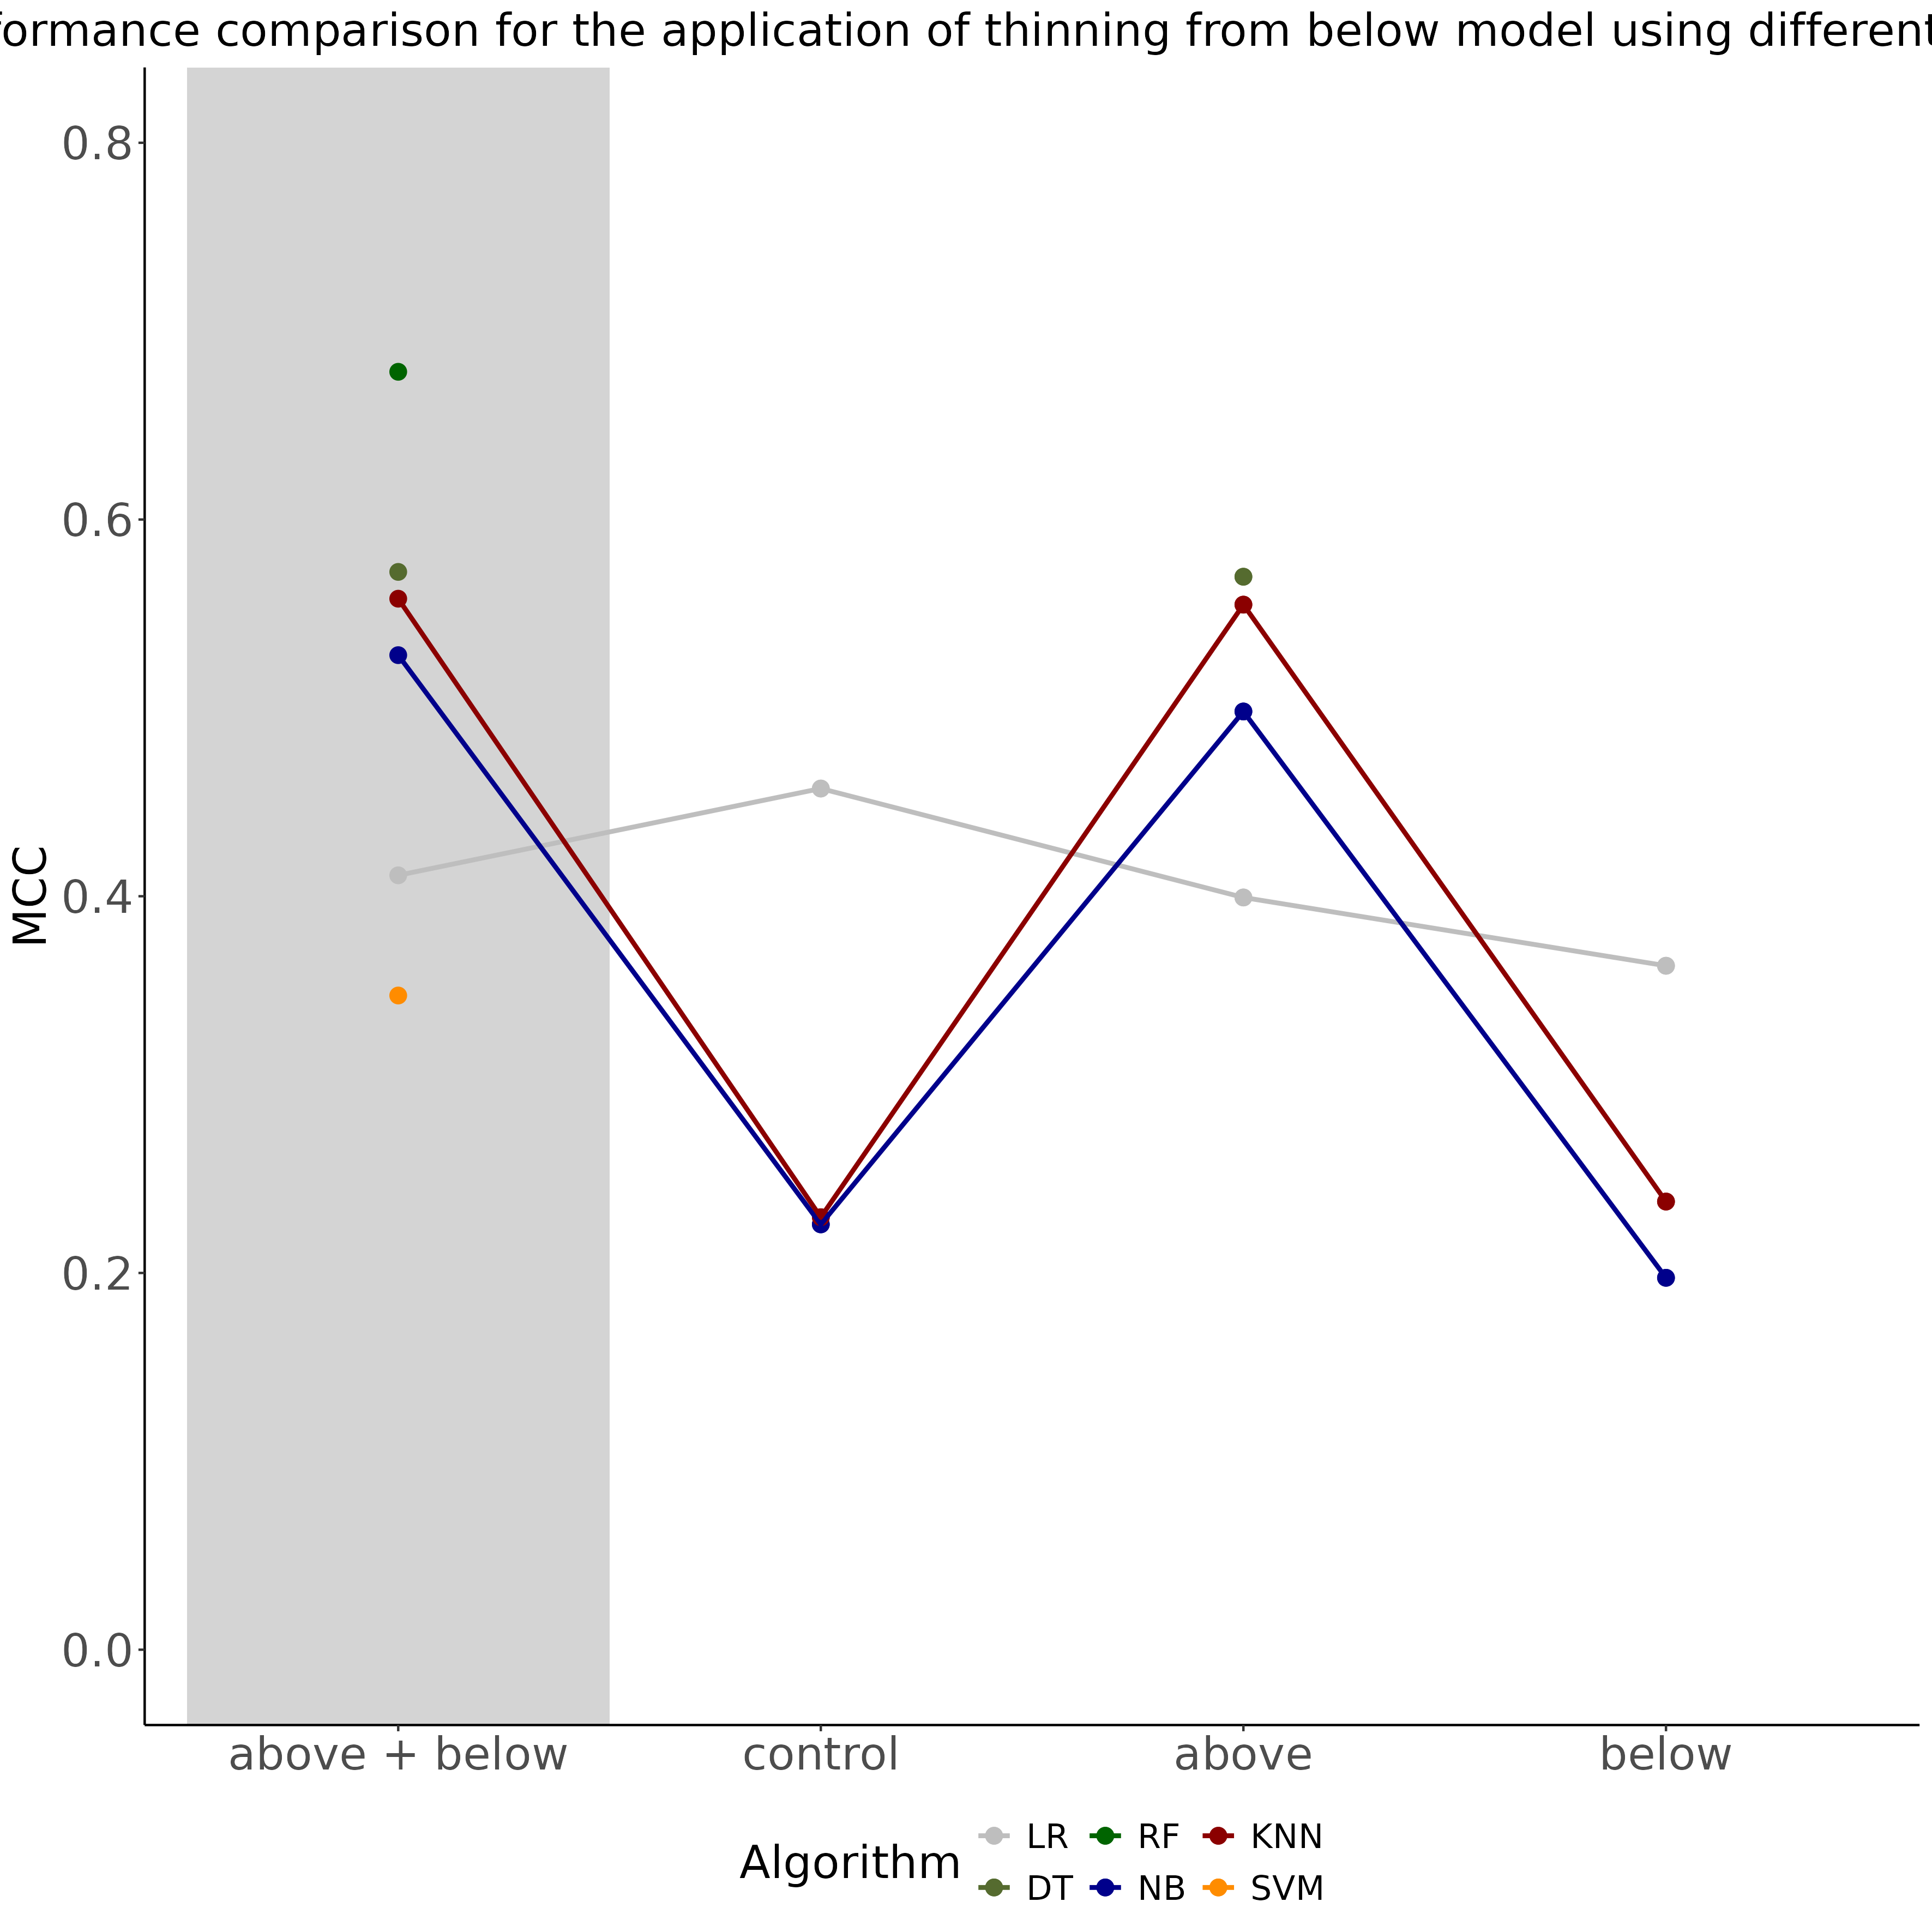 ormance comparison for the application of thinning from below model using different
0.8
0.6
0.4
0.2
0.0
MCC
above + below control above below
Algorithm
LR RF KNN
DT NB SVM